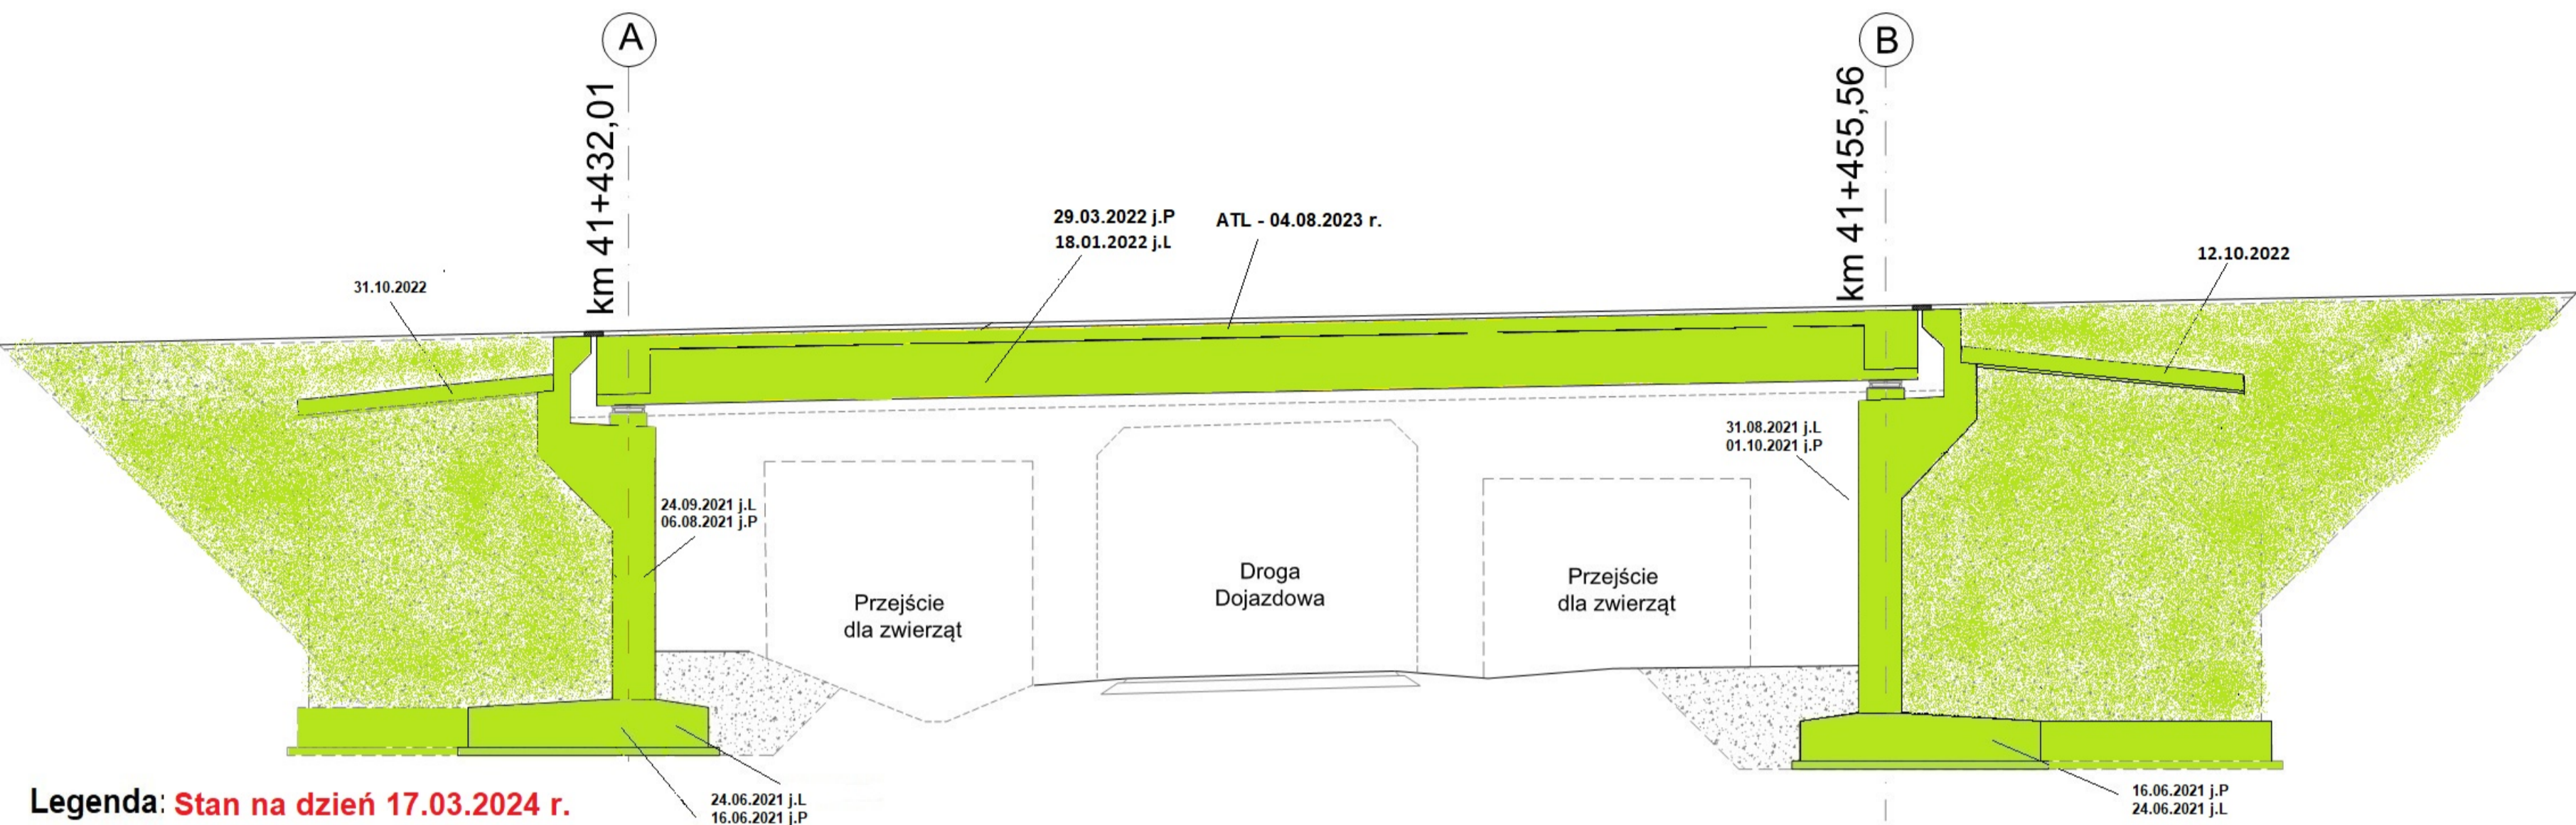 A
B
km 41+432,01
km 41+455,56
29.03.2022 j.P
18.01.2022 j.L
ATL - 04.08.2023 r.
12.10.2022
31.10.2022
31.08.2021 j.L
01.10.2021 j.P
24.09.2021 j.L
06.08.2021 j.P
Droga
Dojazdowa
Przejście
dla zwierząt
Przejście
dla zwierząt
24.06.2021 j.L
16.06.2021 j.P
16.06.2021 j.P
24.06.2021 j.L
Legenda: Stan na dzień 17.03.2024 r.